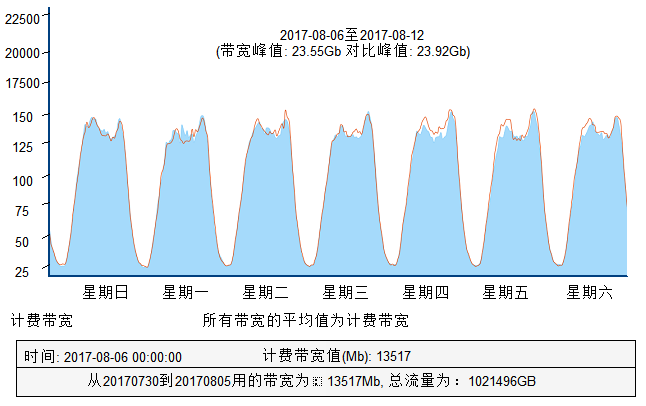 2017-08-06至2017-08-12
(带宽峰值: 23.55Gb 对比峰值: 23.92Gb)
22500
20000
17500
150
125
100
75
50
25
星期日 星期一 星期二 星期三 星期四 星期五 星期六
计费带宽 所有带宽的平均值为计费带宽
时间: 2017-08-06 00:00:00 计费带宽值(Mb): 13517
从20170730到20170805用的带宽为 13517Mb, 总流量为：1021496GB